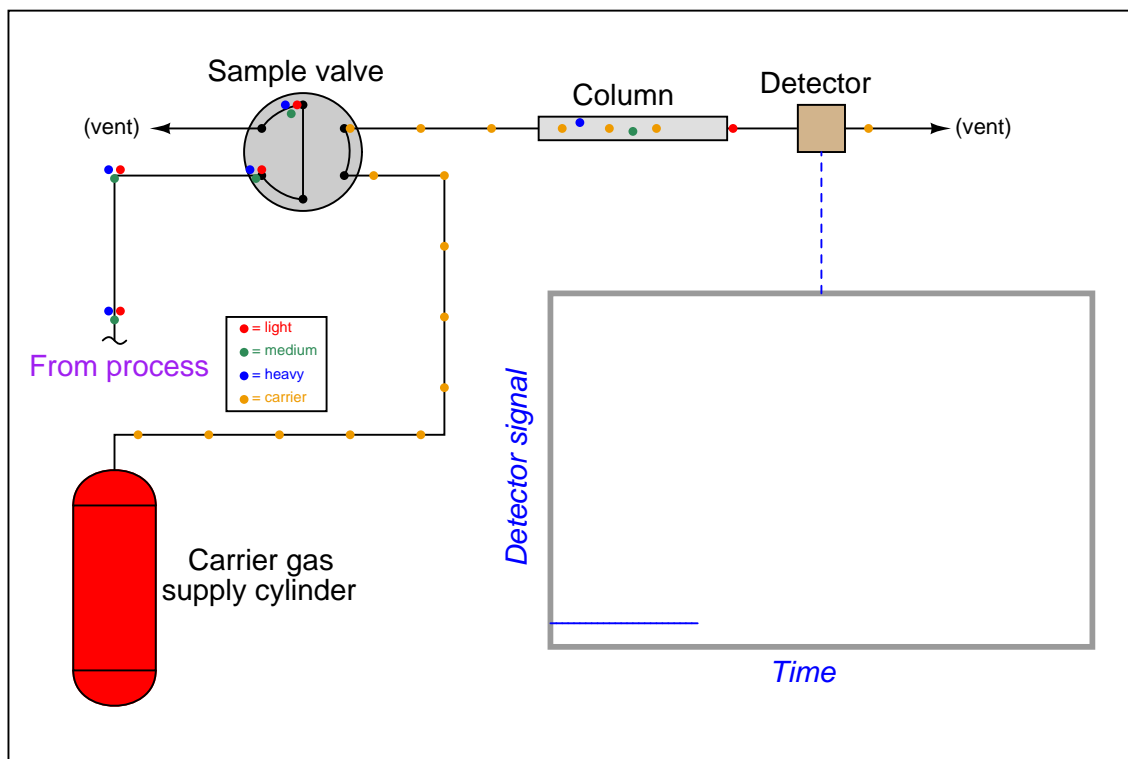 Sample valve
Column
Detector
(vent)
(vent)
= light
= medium
= heavy
= carrier
From process
Carrier gas
supply cylinder
Detector signal
Time